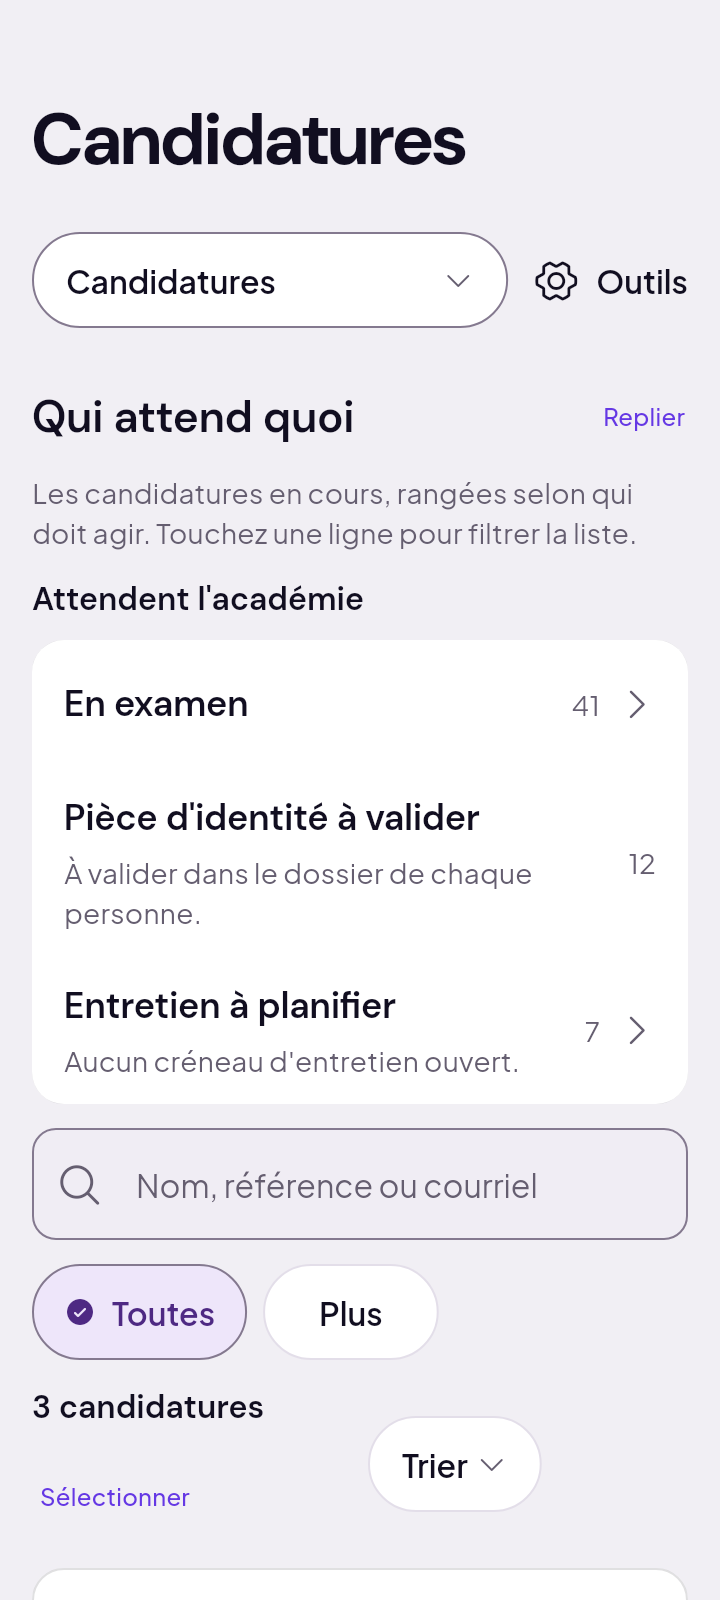 Candidatures
Candidatures
Outils
Qui attend quoi
Replier
Les candidatures en cours, rangées selon qui
doit agir. Touchez une ligne pour filtrer la liste.
Attendent l'académie
En examen
41
Pièce d'identité à valider
À valider dans le dossier de chaque
personne.
12
Entretien à planifier
Aucun créneau d'entretien ouvert.
7
Nom, référence ou courriel
Toutes
Plus
3 candidatures
Trier
Sélectionner